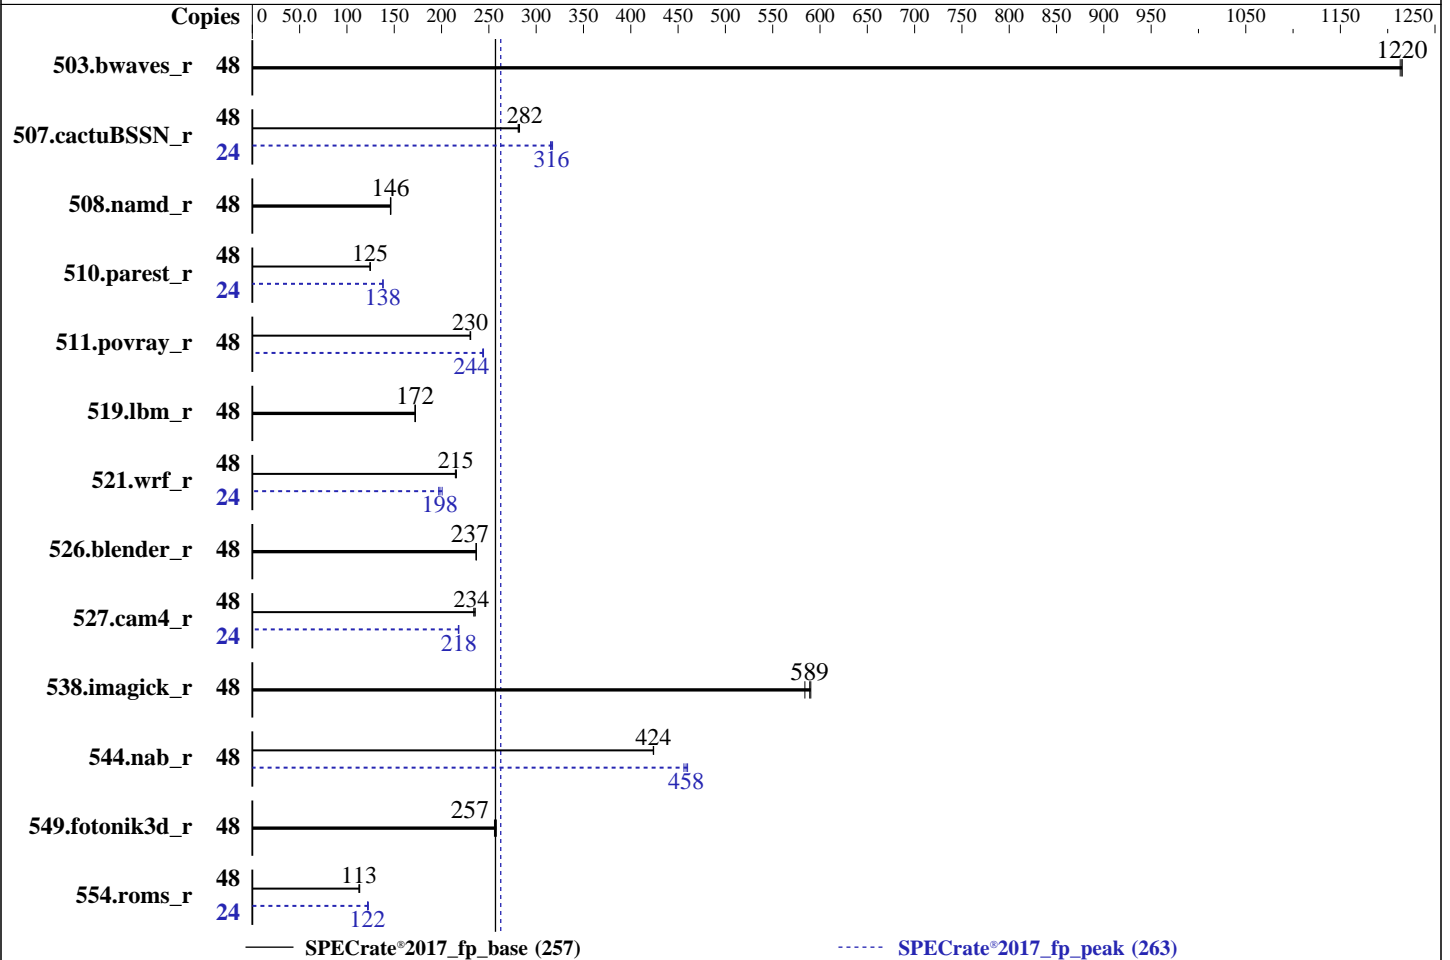 Copies 0 50.0 100 150 200 250 300 350 400 450 500 550 600 650 700 750 800 850 900 950 1050 1150 1250
503.bwaves_r 48 1220
507.cactuBSSN_r 48 282
24 316
508.namd_r 48 146
510.parest_r 48 125
24 138
511.povray_r 48 230
244
519.lbm_r 48 172
521.wrf_r 48 215
24 198
526.blender_r 48 237
527.cam4_r 48 234
24 218
538.imagick_r 48 589
544.nab_r 48 424
458
549.fotonik3d_r 48 257
554.roms_r 48 113
24 122
SPECrate®2017_fp_base (257) SPECrate®2017_fp_peak (263)